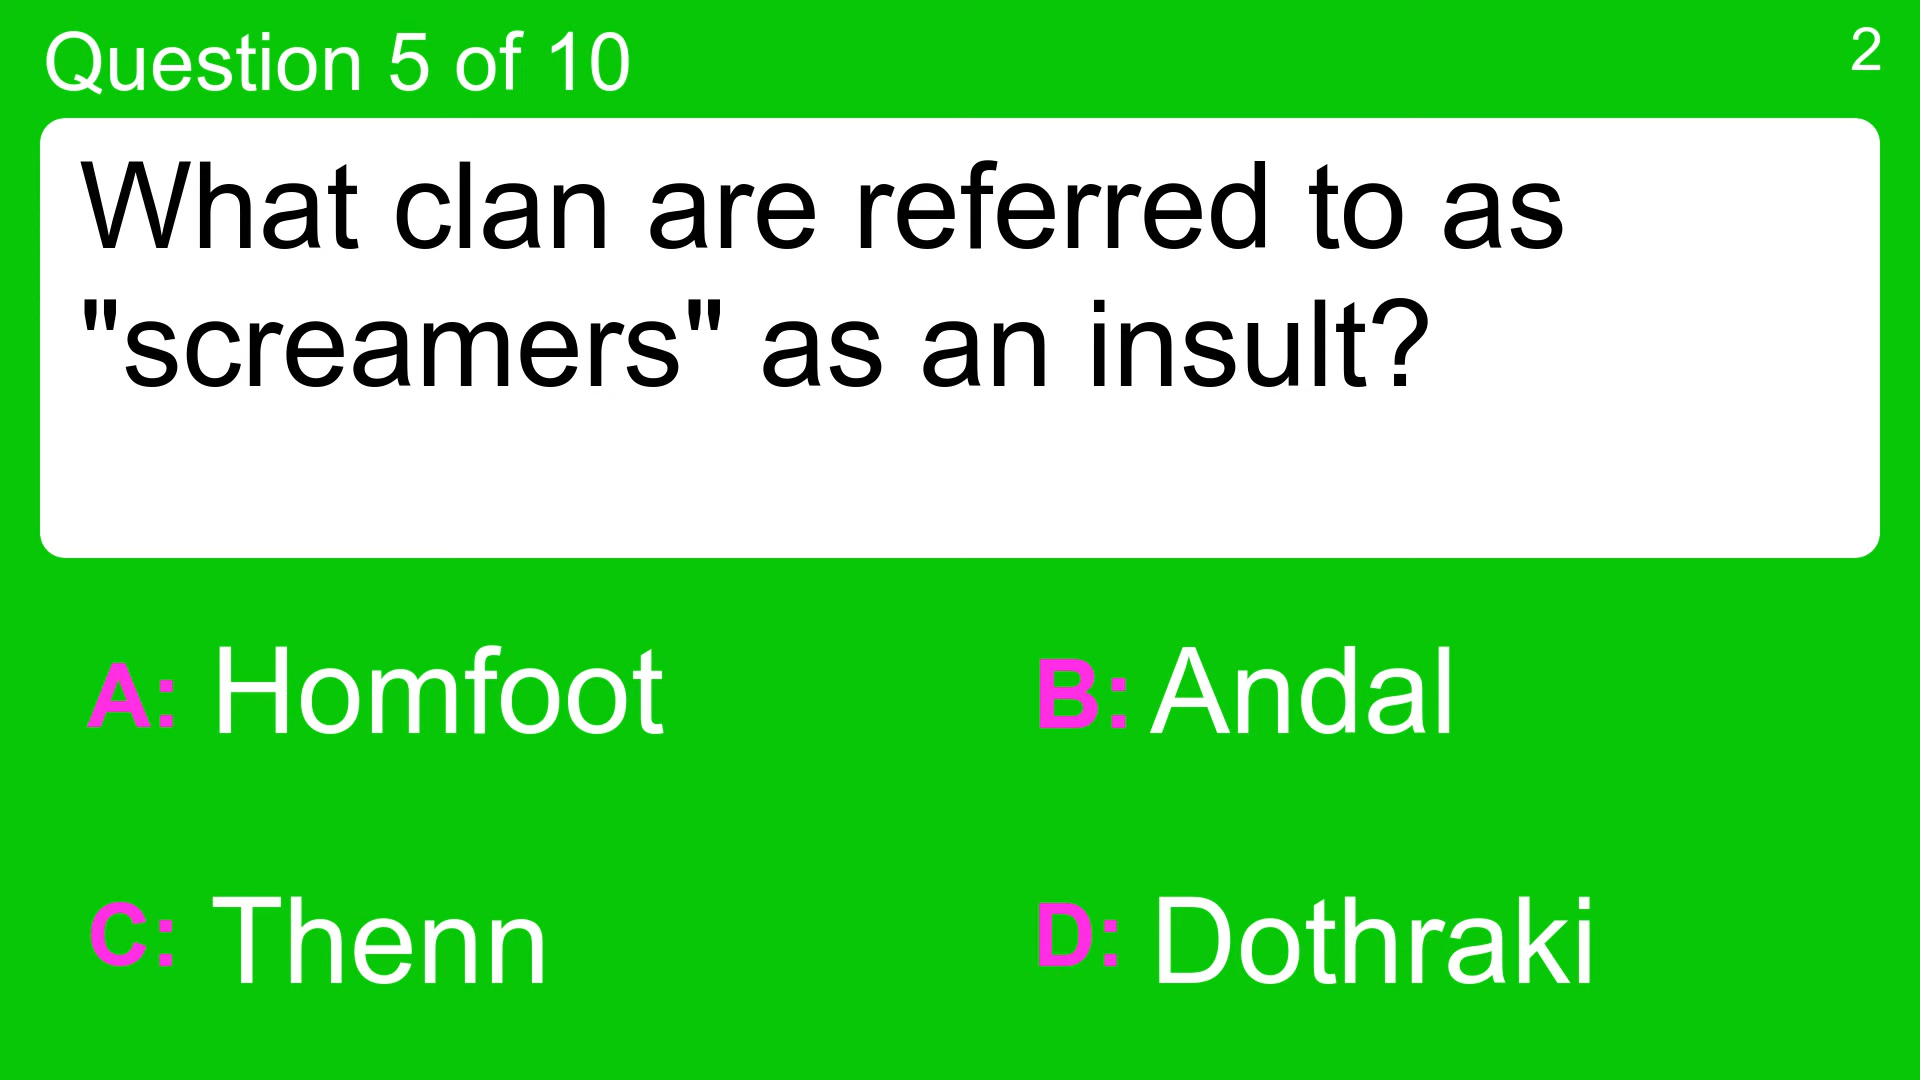 Question 5 of 10
2
What clan are referred to as
"screamers" as an insult?
A: Homfoot
B: Andal
C: Thenn
D: Dothraki